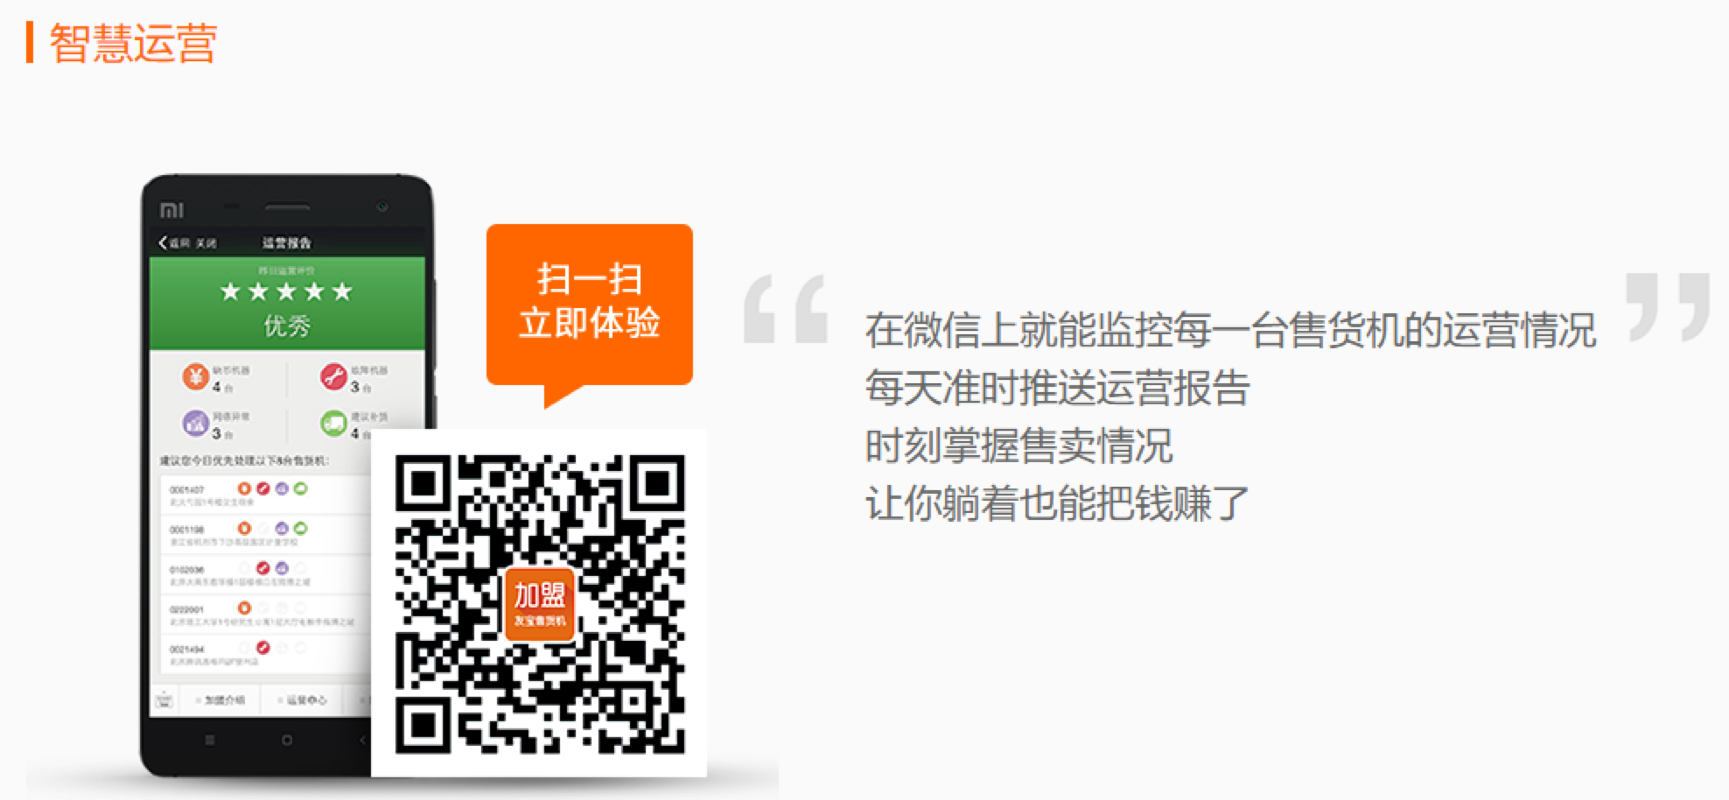 智慧运营
mi
返回 关闭 运营报告
昨日运营评价
★★★★★
优秀
缺币机器
4台
故障机器
3台
网络异常
3台
建议补货
4台
建议您今日优先处理以下8台售货机：
0061407
0001198
0102036
0222001
0021494
加盟介绍
运营中心
扫一扫
立即体验
加盟
友宝售货机
“在微信上就能监控每一台售货机的运营情况”
每天准时推送运营报告
时刻掌握售卖情况
让你躺着也能把钱赚了